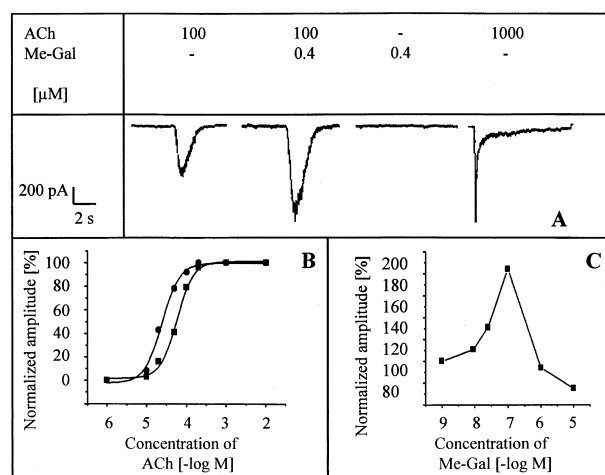 ACh 100 100 - 1000
Me-Gal - 0.4 0.4 -
[µM]
200 pA
2 s
A
B
Normalized amplitude [%]
100
80
60
40
20
0
6 5 4 3 2
Concentration of
ACh [-log M]
C
Normalized amplitude [%]
200
180
160
140
120
100
80
9 8 7 6 5
Concentration of
Me-Gal [-log M]